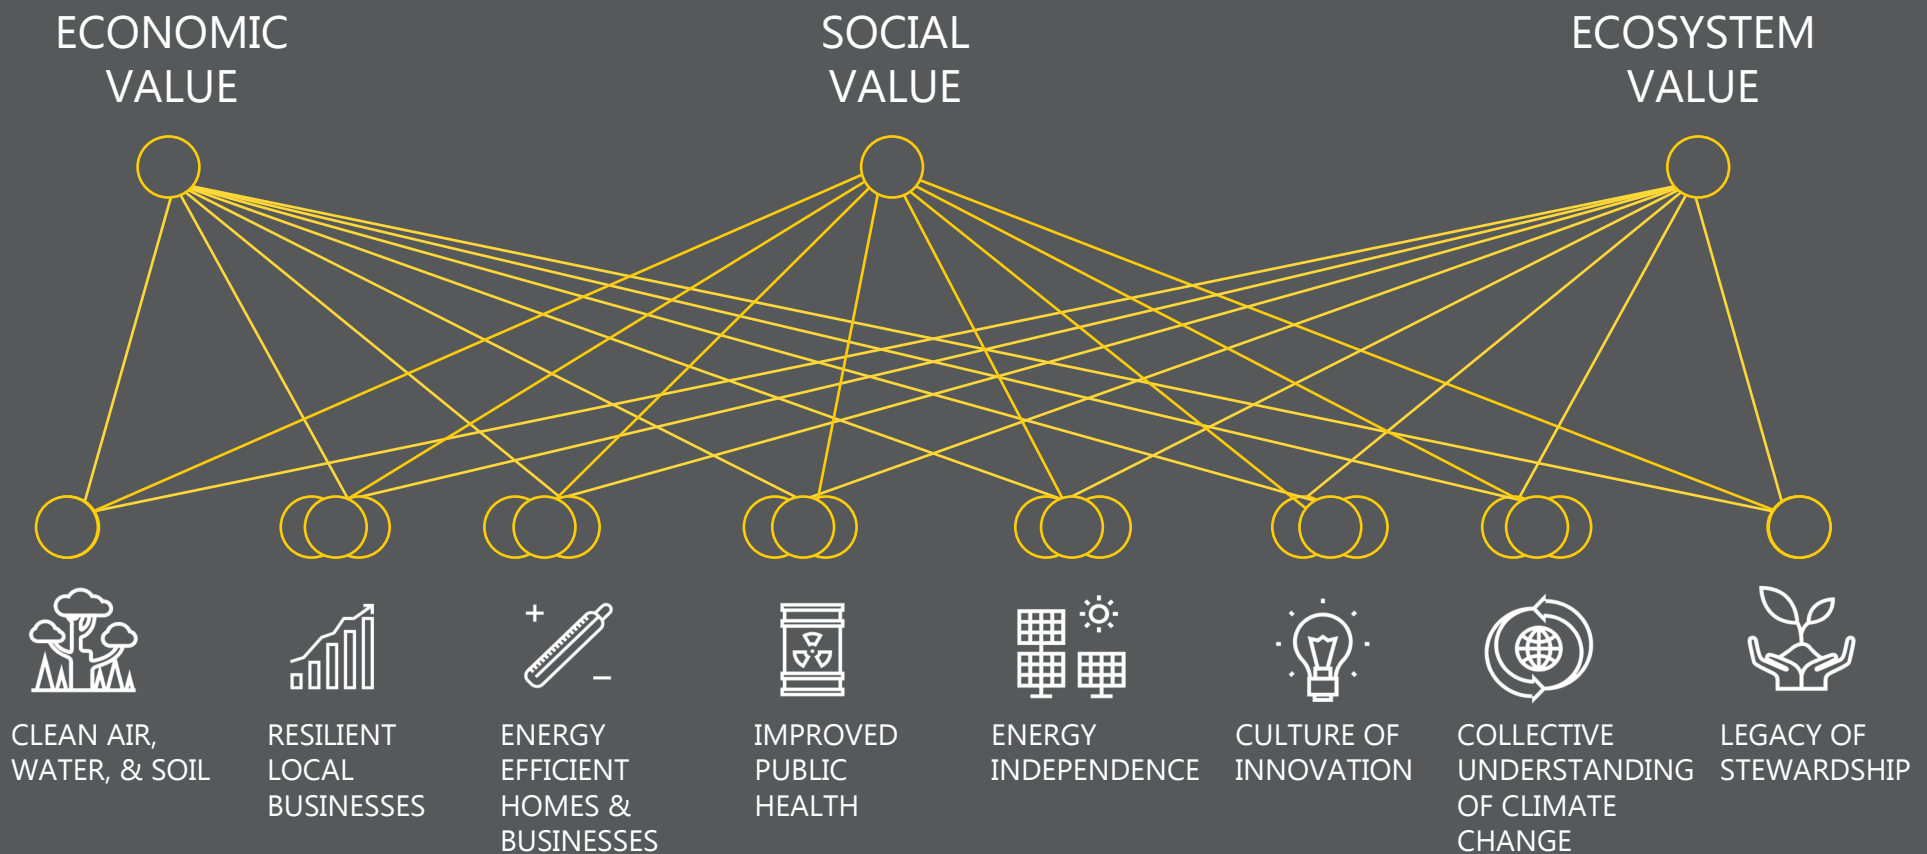 ECONOMIC
VALUE
SOCIAL
VALUE
ECOSYSTEM
VALUE
CLEAN AIR,
WATER, & SOIL
RESILIENT
LOCAL
BUSINESSES
ENERGY
EFFICIENT
HOMES &
BUSINESSES
IMPROVED
PUBLIC
HEALTH
ENERGY
INDEPENDENCE
CULTURE OF
INNOVATION
COLLECTIVE
UNDERSTANDING
OF CLIMATE
CHANGE
LEGACY OF
STEWARDSHIP